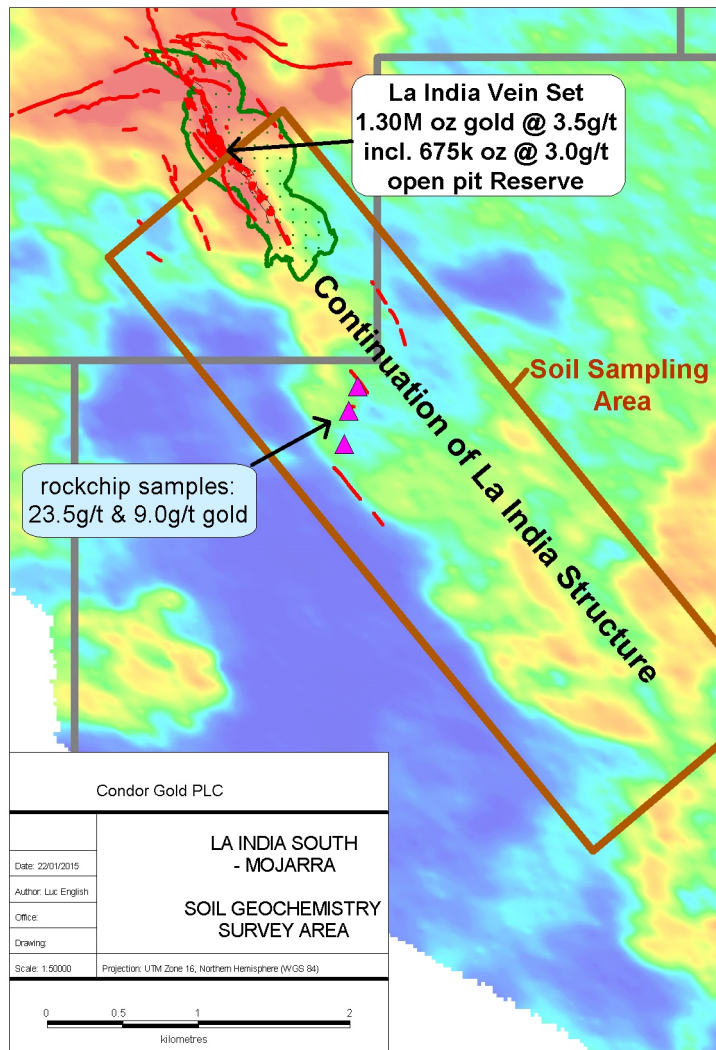 La India Vein Set
1.30M oz gold @ 3.5g/t
incl. 675k oz @ 3.0g/t
open pit Reserve
Continuation of La India Structure
Soil Sampling
Area
rockchip samples:
23.5g/t & 9.0g/t gold
Condor Gold PLC
LA INDIA SOUTH
- MOJARRA
SOIL GEOCHEMISTRY
SURVEY AREA
Date: 22/01/2015
Author: Luc English
Office:
Drawing:
Scale: 1:50000
Projection: UTM Zone 16, Northern Hemisphere (WGS 84)
0 0.5 1 2
kilometres